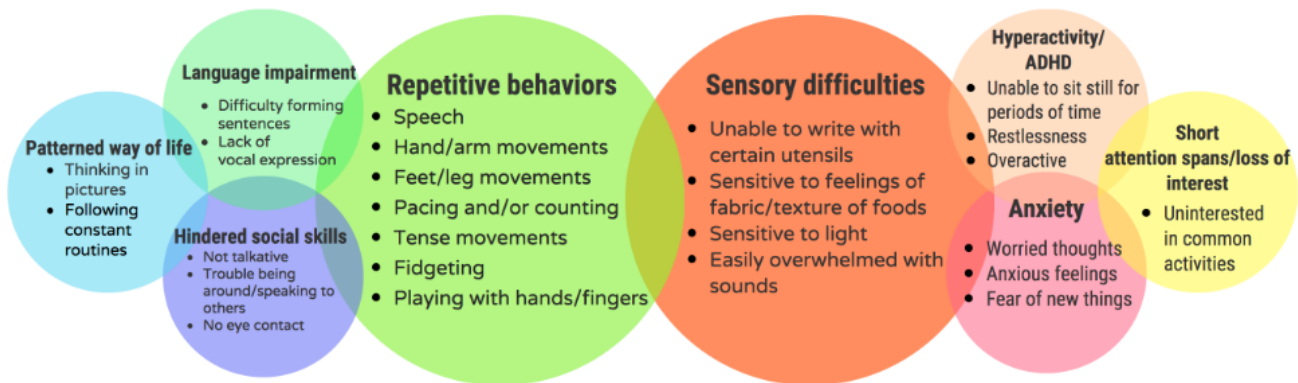 Patterned way of life
Thinking in
pictures
Following
constant
routines
Language impairment
Difficulty forming
sentences
Lack of
vocal expression
Hindered social skills
Not talkative
Trouble being
around/speaking to
others
No eye contact
Repetitive behaviors
Speech
Hand/arm movements
Feet/leg movements
Pacing and/or counting
Tense movements
Fidgeting
Playing with hands/fingers
Sensory difficulties
Unable to write with
certain utensils
Sensitive to feelings of
fabric/texture of foods
Sensitive to light
Easily overwhelmed with
sounds
Hyperactivity/
ADHD
Unable to sit still for
periods of time
Restlessness
Overactive
Anxiety
Worried thoughts
Anxious feelings
Fear of new things
Short
attention spans/loss of
interest
Uninterested
in common
activities